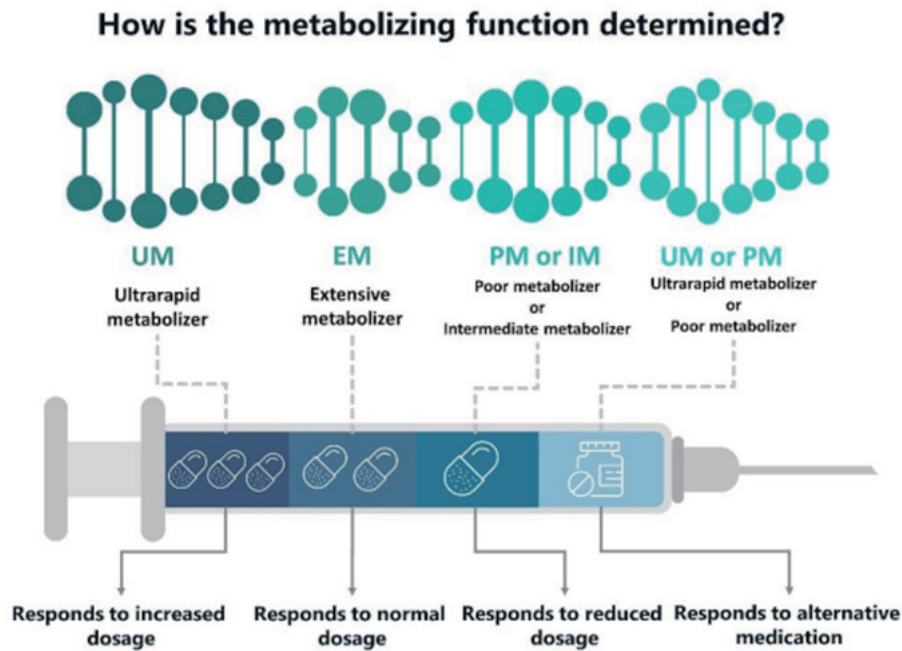 How is the metabolizing function determined?
UM
EM
PM or IM
UM or PM
Ultrarapid
metabolizer
Extensive
metabolizer
Poor metabolizer
or
Intermediate metabolizer
Ultrarapid metabolizer
or
Poor metabolizer
Responds to increased
dosage
Responds to normal
dosage
Responds to reduced
dosage
Responds to alternative
medication